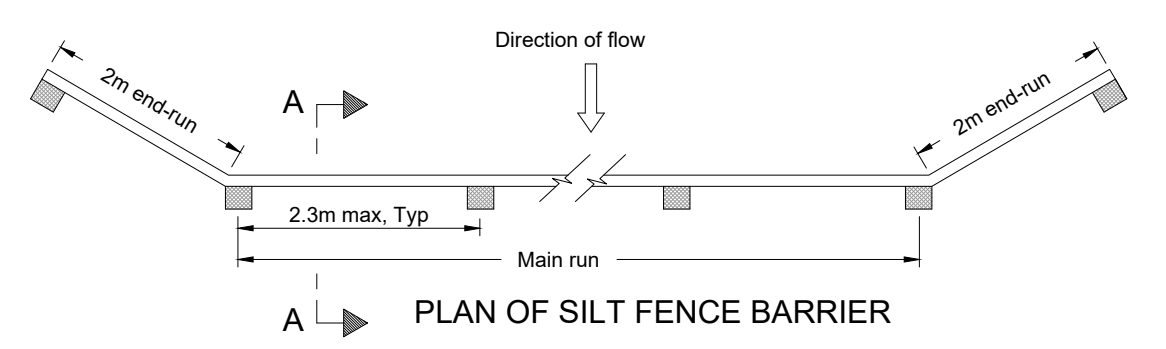 Direction of flow
2m end-run
2m end-run
A
2.3m max, Typ
Main run
A
PLAN OF SILT FENCE BARRIER